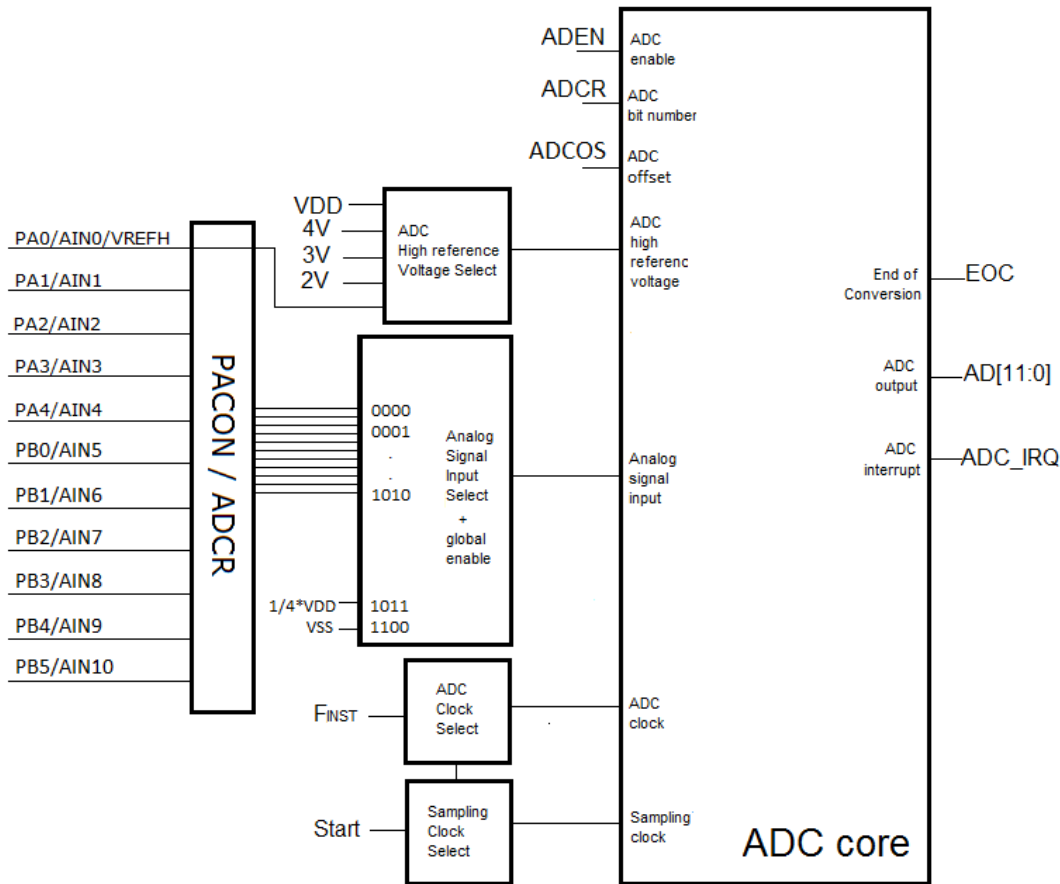 ADEN
ADC
enable
ADCR
ADC
bit number
ADCOS
ADC
offset
VDD
4V
3V
2V
ADC
High reference
Voltage Select
ADC
high
referenc
voltage
PA0/AIN0/VREFH
PA1/AIN1
PA2/AIN2
PA3/AIN3
PA4/AIN4
PB0/AIN5
PB1/AIN6
PB2/AIN7
PB3/AIN8
PB4/AIN9
PB5/AIN10
PACON / ADCR
0000
0001
.
.
1010
1/4*VDD
1011
VSS
1100
Analog
Signal
Input
Select
+
global
enable
Analog
signal
input
End of
Conversion
EOC
ADC
output
AD[11:0]
ADC
interrupt
ADC_IRQ
FINST
ADC
Clock
Select
.
ADC
clock
Start
Sampling
Clock
Select
Sampling
clock
ADC core